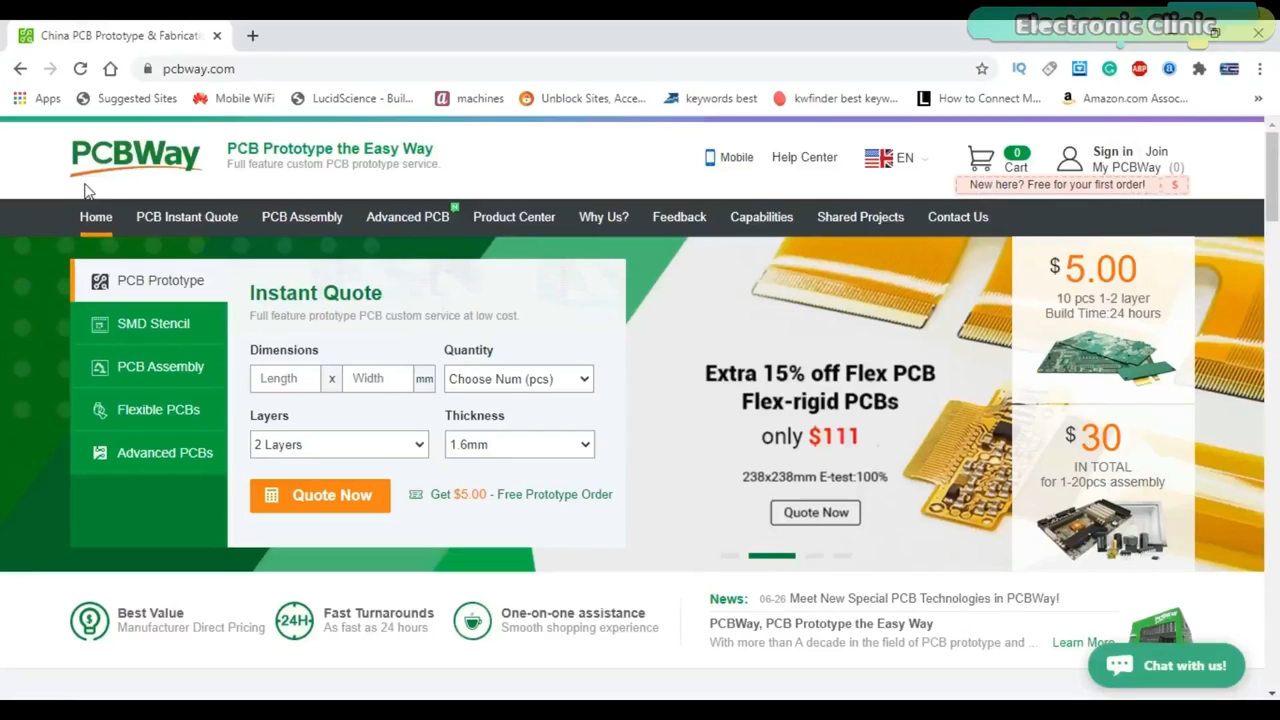 Electronic Clinic
China PCB Prototype & Fabricati
pcbway.com
Apps Suggested Sites Mobile WiFi LucidScience - Buil... machines Unblock Sites, Acce... keywords best kwfinder best keyw... How to Connect M... Amazon.com Assoc... »
PCBWay
PCB Prototype the Easy Way
Full feature custom PCB prototype service.
Mobile Help Center EN 0 Cart
Sign in Join
My PCBWay (0)
New here? Free for your first order! $
Home PCB Instant Quote PCB Assembly Advanced PCB Product Center Why Us? Feedback Capabilities Shared Projects Contact Us
PCB Prototype
SMD Stencil
PCB Assembly
Flexible PCBs
Advanced PCBs
Instant Quote
Full feature prototype PCB custom service at low cost.
Dimensions Quantity
Length x Width mm Choose Num (pcs)
Layers Thickness
2 Layers 1.6mm
Quote Now Get $5.00 - Free Prototype Order
Extra 15% off Flex PCB
Flex-rigid PCBs
only $111
238x238mm E-test:100%
Quote Now
$ 5.00
10 pcs 1-2 layer
Build Time:24 hours
$ 30
IN TOTAL
for 1-20pcs assembly
Best Value
Manufacturer Direct Pricing
24H
Fast Turnarounds
As fast as 24 hours
One-on-one assistance
Smooth shopping experience
News: 06-26 Meet New Special PCB Technologies in PCBWay!
PCBWay, PCB Prototype the Easy Way
With more than A decade in the field of PCB prototype and ... Learn More
Chat with us!